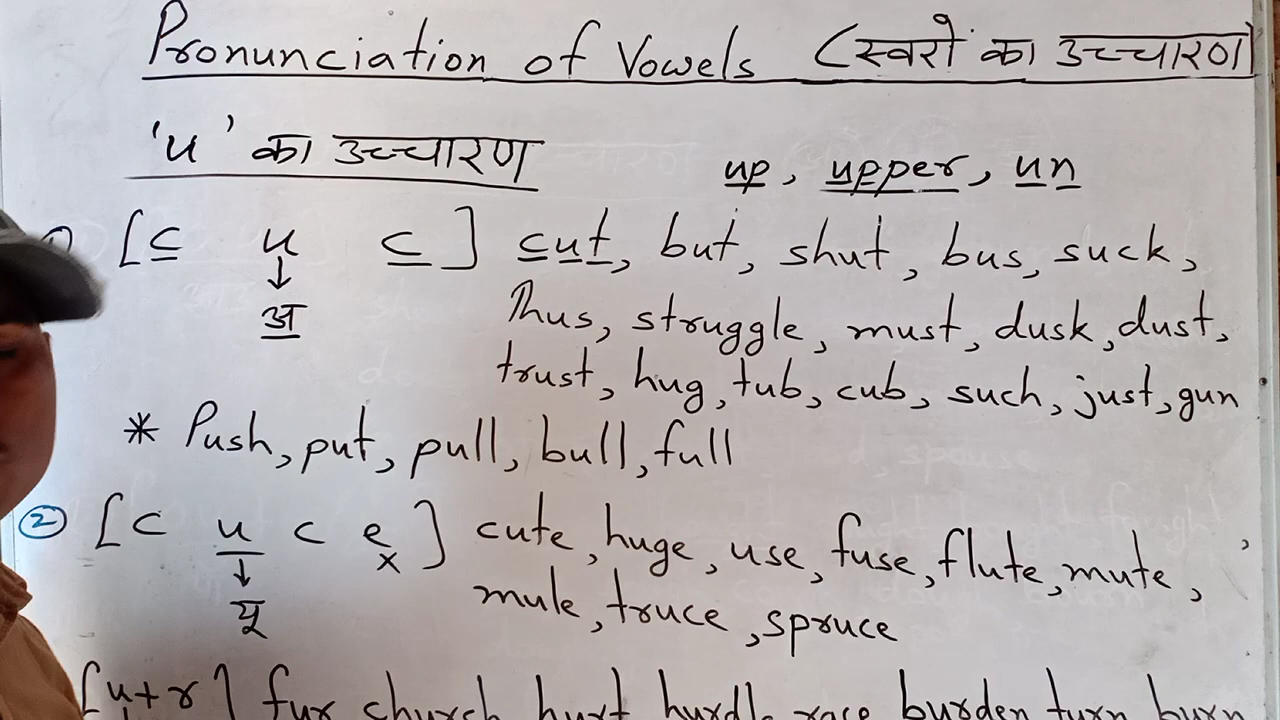 Pronunciation of Vowels (स्वरों का उच्चारण)
'u' का उच्चारण up, upper, un
[c u c] cut, but, shut, bus, suck,
↓
अ Thus, struggle, must, dusk, dust,
trust, hug, tub, cub, such, just, gun
* Push, put, pull, bull, full
② [c u c e] cute, huge, use, fuse, flute, mute,
↓ x
यू mule, truce, spruce
[u+r] fur church hurt hurdle burden turn burn